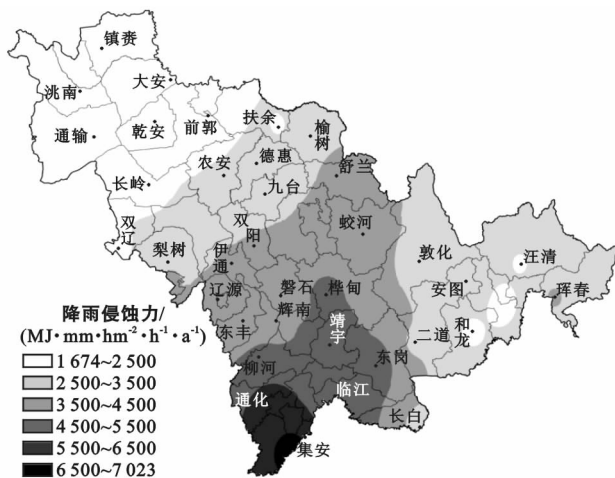 镇赉
大安
洮南
通输
乾安
前郭
扶余
榆树
农安
德惠
舒兰
长岭
九台
双辽
双阳
蛟河
梨树
伊通
敦化
汪清
安图
珲春
辽源
磐石
桦甸
辉南
靖宇
和龙
东丰
二道
柳河
东岗
通化
临江
长白
集安
降雨侵蚀力/
(MJ·mm·hm⁻²·h⁻¹·a⁻¹)
1 674~2 500
2 500~3 500
3 500~4 500
4 500~5 500
5 500~6 500
6 500~7 023